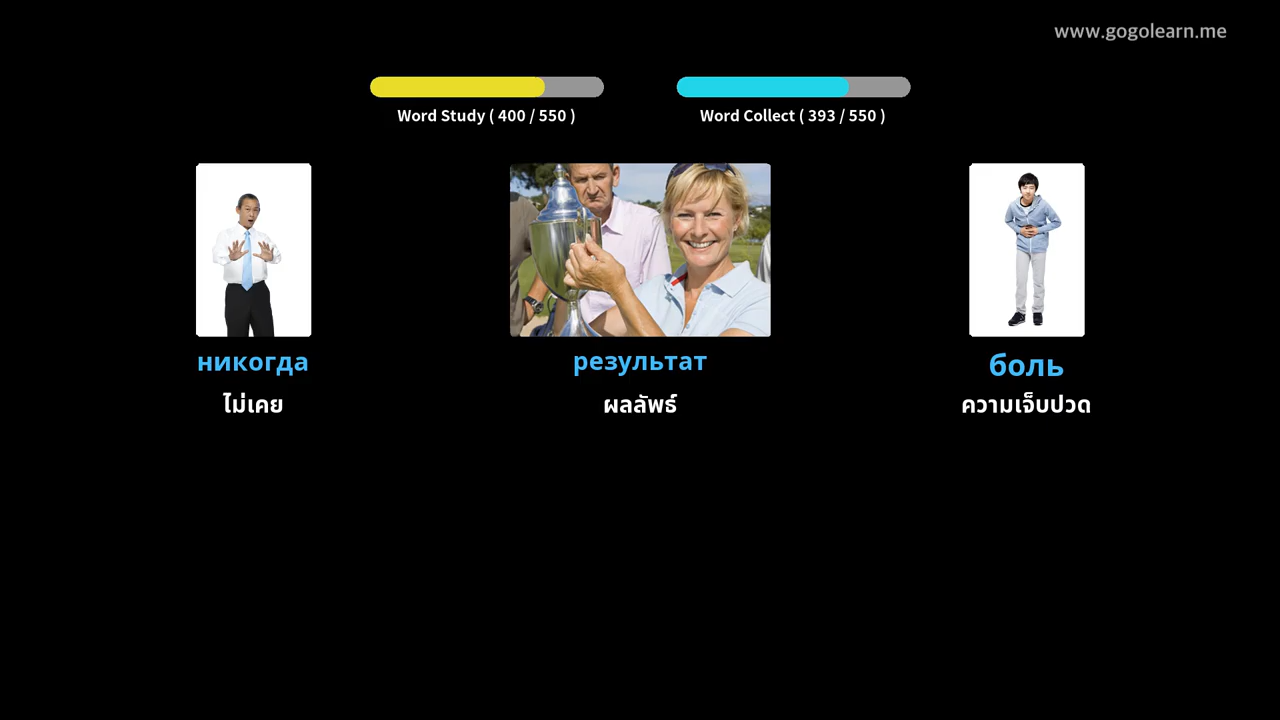 www.gogolearn.me
Word Study ( 400 / 550 )
Word Collect ( 393 / 550 )
никогда
результат
боль
ไม่เคย
ผลลัพธ์
ความเจ็บปวด